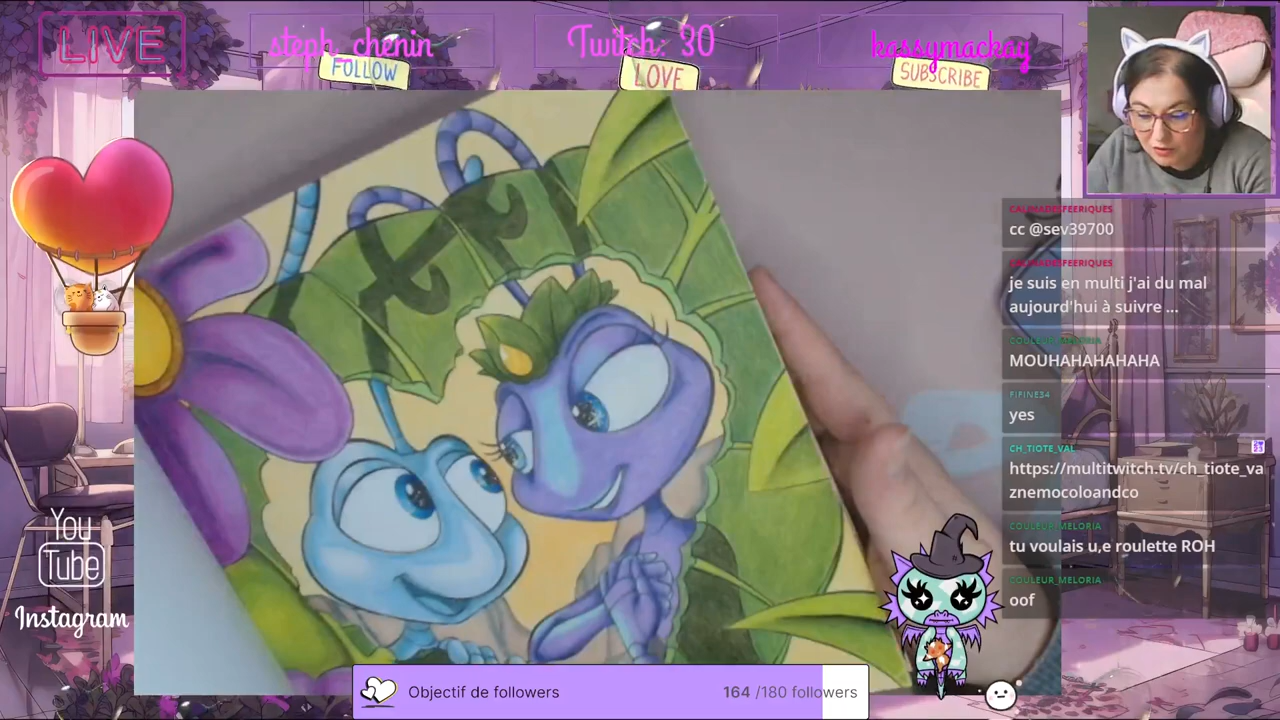 LIVE
steph_chenin
Twitch: 30
kassymackay
FOLLOW
LOVE
SUBSCRIBE
cc @sev39700
je suis en multi j'ai du mal
aujourd'hui à suivre ...
COULEUR_MELORIA
MOUHAHAHAHAHA
FIFINE34
yes
CH_TIOTE_VAL
https://multitwitch.tv/ch_tiote_va
znemocoloandco
COULEUR_MELORIA
tu voulais u,e roulette ROH
COULEUR_MELORIA
oof
You
Tube
Instagram
Objectif de followers
164 /180 followers